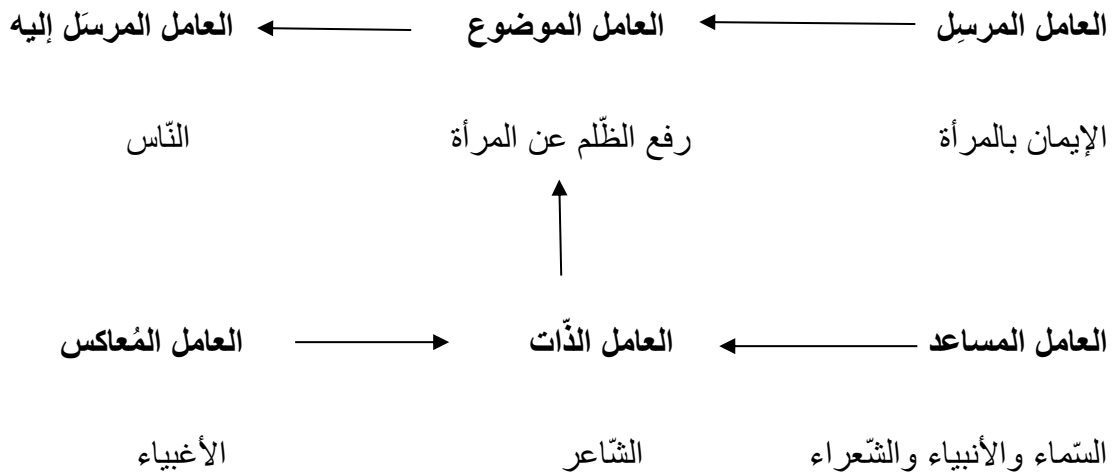 العامل المرسِل العامل الموضوع العامل المرسَل إليه
الإيمان بالمرأة رفع الظّلم عن المرأة النّاس
العامل المساعد العامل الذّات العامل المُعاكس
السّماء والأنبياء والشّعراء الشّاعر الأغبياء